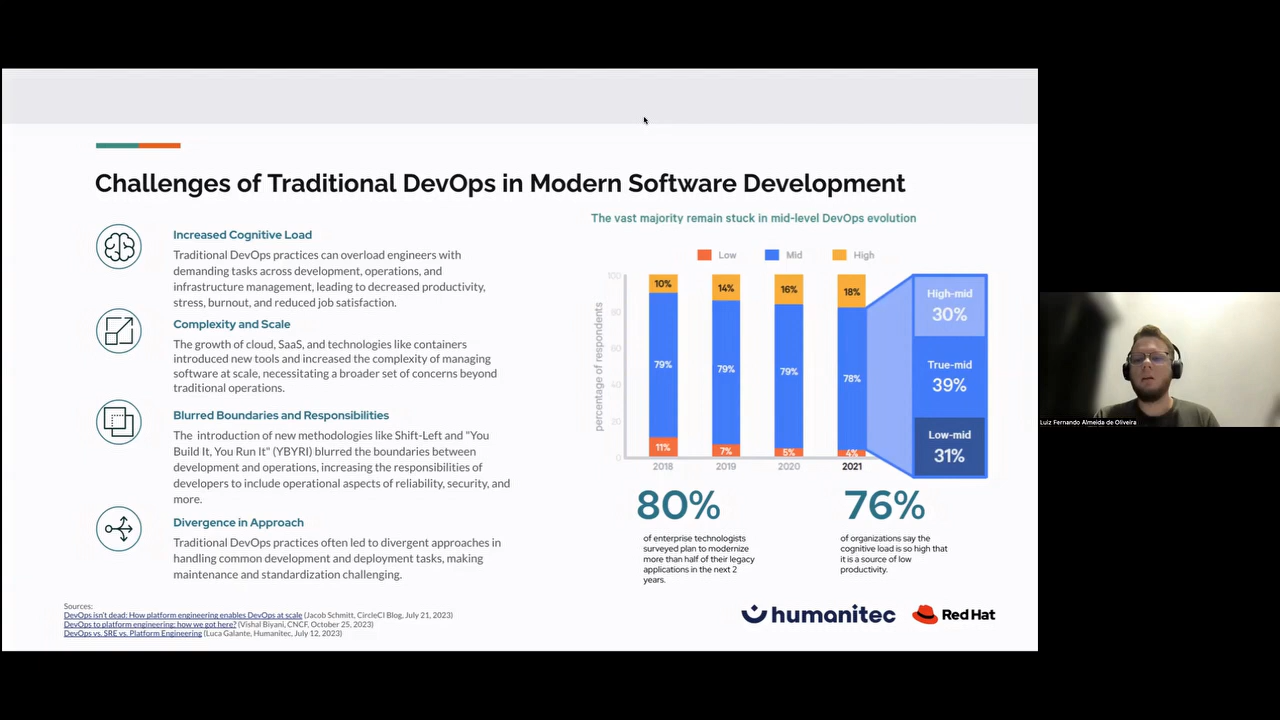 Challenges of Traditional DevOps in Modern Software Development
Increased Cognitive Load
Traditional DevOps practices can overload engineers with
demanding tasks across development, operations, and
infrastructure management, leading to decreased productivity,
stress, burnout, and reduced job satisfaction.
Complexity and Scale
The growth of cloud, SaaS, and technologies like containers
introduced new tools and increased the complexity of managing
software at scale, necessitating a broader set of concerns beyond
traditional operations.
Blurred Boundaries and Responsibilities
The introduction of new methodologies like Shift-Left and "You
Build It, You Run It" (YBYRI) blurred the boundaries between
development and operations, increasing the responsibilities of
developers to include operational aspects of reliability, security, and
more.
Divergence in Approach
Traditional DevOps practices often led to divergent approaches in
handling common development and deployment tasks, making
maintenance and standardization challenging.
The vast majority remain stuck in mid-level DevOps evolution
Low Mid High
percentage of respondents
100
80
60
40
20
0
10% 14% 16% 18%
79% 79% 79% 78%
11% 7% 5% 4%
2018 2019 2020 2021
High-mid
30%
True-mid
39%
Low-mid
31%
80%
of enterprise technologists
surveyed plan to modernize
more than half of their legacy
applications in the next 2
years.
76%
of organizations say the
cognitive load is so high that
it is a source of low
productivity.
Sources:
DevOps isn't dead: How platform engineering enables DevOps at scale (Jacob Schmitt, CircleCI Blog, July 21, 2023)
DevOps to platform engineering: how we got here? (Vishal Biyani, CNCF, October 25, 2023)
DevOps vs. SRE vs. Platform Engineering (Luca Galante, Humanitec, July 12, 2023)
humanitec
Red Hat
Luiz Fernando Almeida de Oliveira